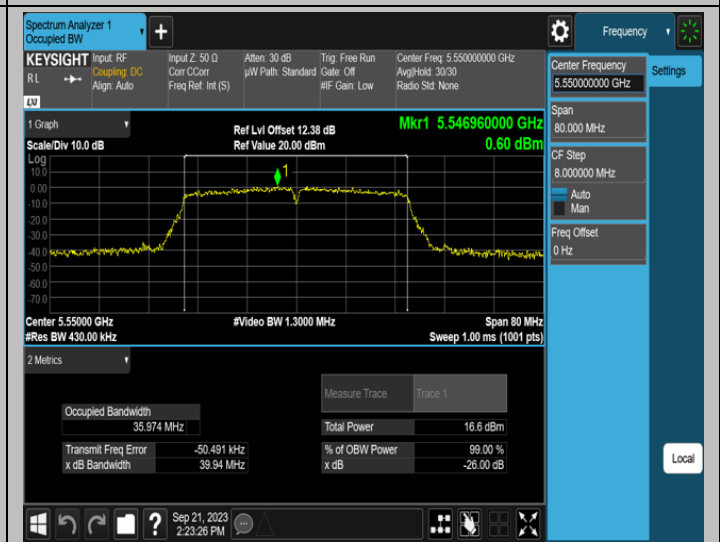 Spectrum Analyzer 1
Occupied BW
+
Frequency
KEYSIGHT
RL
LXI
Input: RF
Coupling: DC
Align: Auto
Input Z: 50 Ω
Corr CCorr
Freq Ref: Int (S)
Atten: 30 dB
µW Path: Standard
Trig: Free Run
Gate: Off
#IF Gain: Low
Center Freq: 5.550000000 GHz
Avg|Hold: 30/30
Radio Std: None
Center Frequency
5.550000000 GHz
Settings
Span
80.000 MHz
CF Step
8.000000 MHz
Auto
Man
Freq Offset
0 Hz
Local
1 Graph
Scale/Div 10.0 dB
Ref Lvl Offset 12.38 dB
Ref Value 20.00 dBm
Mkr1 5.546960000 GHz
0.60 dBm
Log
10.0
0.00
-10.0
-20.0
-30.0
-40.0
-50.0
-60.0
-70.0
1
Center 5.55000 GHz
#Res BW 430.00 kHz
#Video BW 1.3000 MHz
Span 80 MHz
Sweep 1.00 ms (1001 pts)
2 Metrics
Measure Trace Trace 1
Occupied Bandwidth
35.974 MHz
Total Power 16.6 dBm
Transmit Freq Error -50.491 kHz
% of OBW Power 99.00 %
x dB Bandwidth 39.94 MHz
x dB -26.00 dB
?
Sep 21, 2023
2:23:26 PM